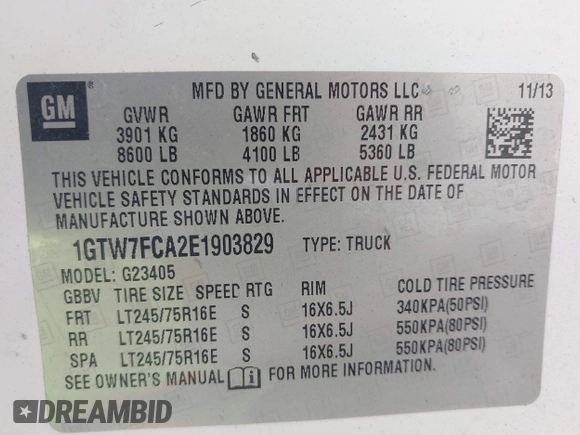 GM
MFD BY GENERAL MOTORS LLC
11/13
GVWR GAWR FRT GAWR RR
3901 KG 1860 KG 2431 KG
8600 LB 4100 LB 5360 LB
THIS VEHICLE CONFORMS TO ALL APPLICABLE U.S. FEDERAL MOTOR
VEHICLE SAFETY STANDARDS IN EFFECT ON THE DATE OF
MANUFACTURE SHOWN ABOVE.
1GTW7FCA2E1903829 TYPE: TRUCK
MODEL: G23405
GBBV TIRE SIZE SPEED RTG RIM COLD TIRE PRESSURE
FRT LT245/75R16E S 16X6.5J 340KPA(50PSI)
RR LT245/75R16E S 16X6.5J 550KPA(80PSI)
SPA LT245/75R16E S 16X6.5J 550KPA(80PSI)
SEE OWNER'S MANUAL FOR MORE INFORMATION.
DREAMBID